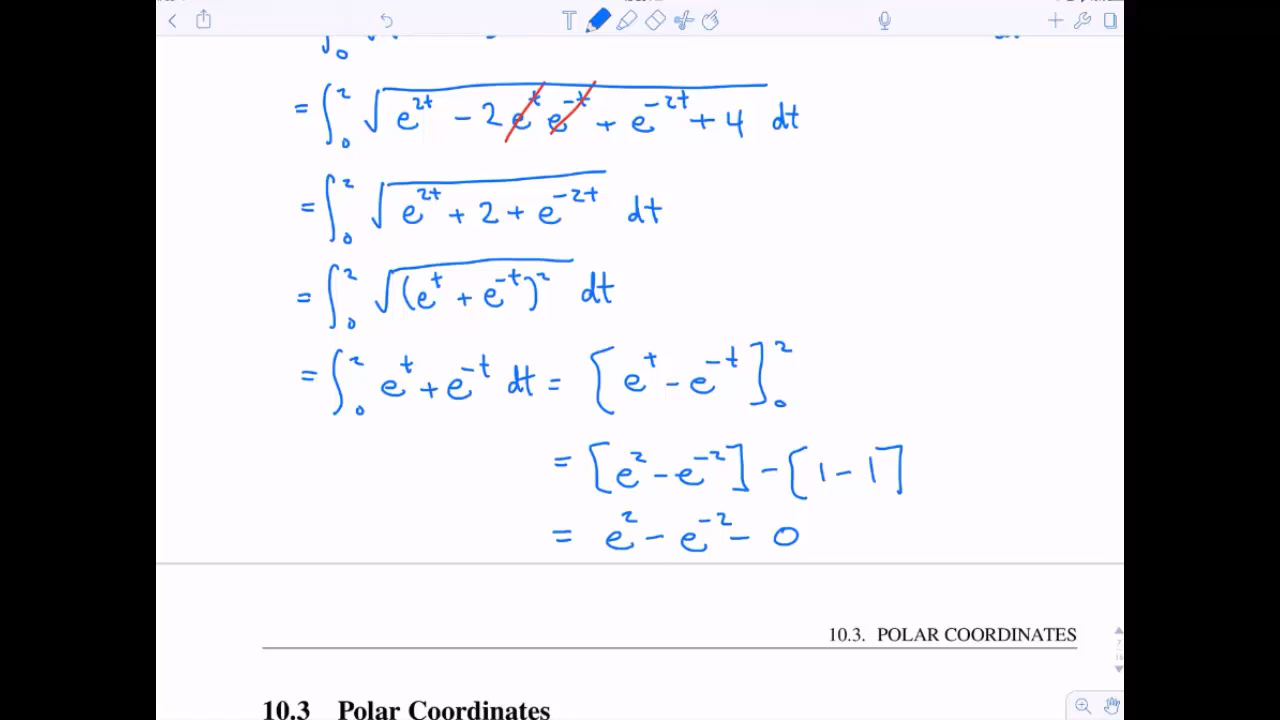 = ∫₀² √(e^{2t} - 2e^t e^{-t} + e^{-2t} + 4) dt
= ∫₀² √(e^{2t} + 2 + e^{-2t}) dt
= ∫₀² √((e^t + e^{-t})²) dt
= ∫₀² e^t + e^{-t} dt = [e^t - e^{-t}]₀²
= [e² - e^{-2}] - [1 - 1]
= e² - e^{-2} - 0
10.3. POLAR COORDINATES
10.3 Polar Coordinates